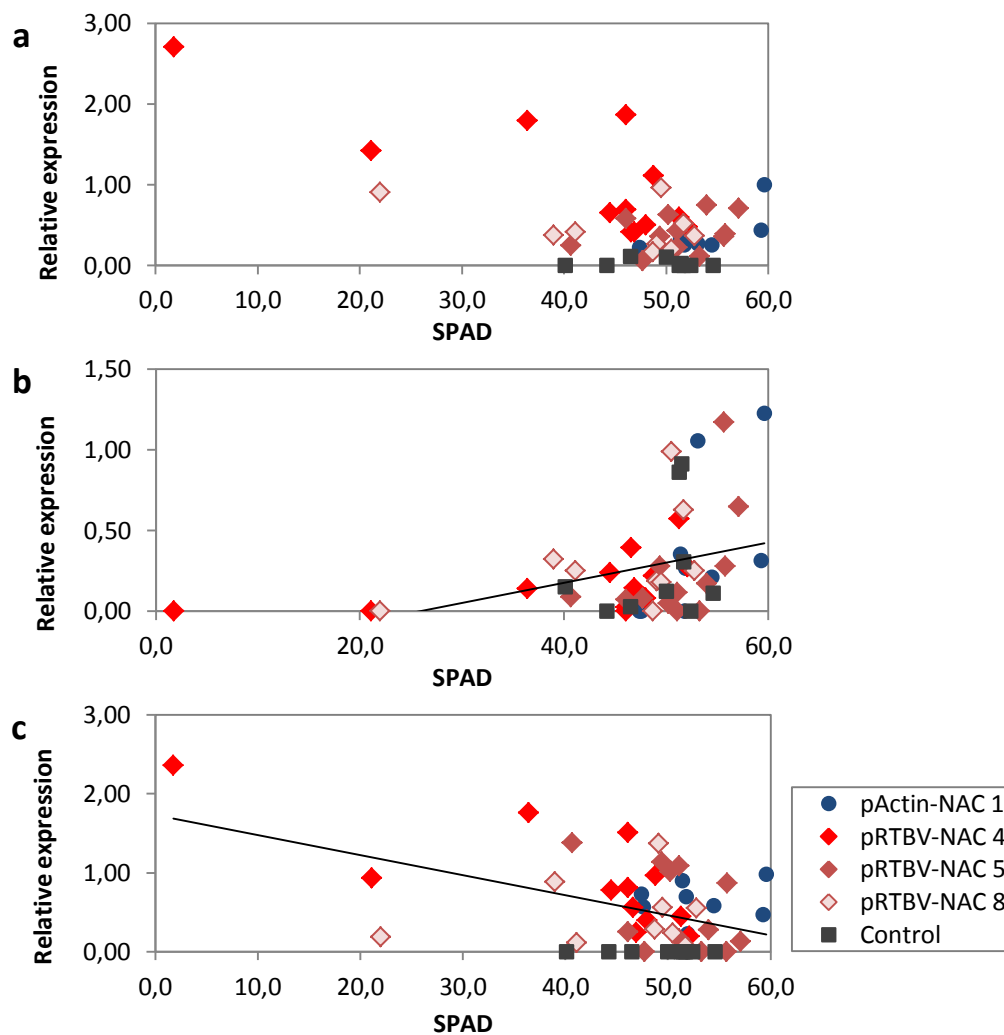 a
Relative expression
3,00
2,00
1,00
0,00
0,0 10,0 20,0 30,0 40,0 50,0 60,0
SPAD
b
Relative expression
1,50
1,00
0,50
0,00
0,0 20,0 40,0 60,0
SPAD
c
Relative expression
3,00
2,00
1,00
0,00
0,0 10,0 20,0 30,0 40,0 50,0 60,0
SPAD
pActin-NAC 1
pRTBV-NAC 4
pRTBV-NAC 5
pRTBV-NAC 8
Control